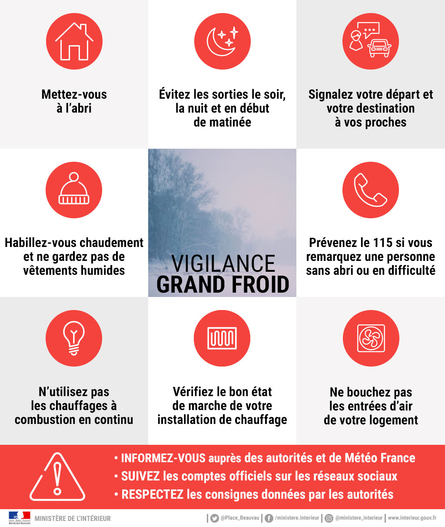 Mettez-vous
à l'abri
Évitez les sorties le soir,
la nuit et en début
de matinée
Signalez votre départ et
votre destination
à vos proches
Habillez-vous chaudement
et ne gardez pas de
vêtements humides
VIGILANCE
GRAND FROID
Prévenez le 115 si vous
remarquez une personne
sans abri ou en difficulté
N'utilisez pas
les chauffages à
combustion en continu
Vérifiez le bon état
de marche de votre
installation de chauffage
Ne bouchez pas
les entrées d'air
de votre logement
• INFORMEZ-VOUS auprès des autorités et de Météo France
• SUIVEZ les comptes officiels sur les réseaux sociaux
• RESPECTEZ les consignes données par les autorités
MINISTÈRE DE L'INTÉRIEUR
@Place_Beauvau | /ministere.interieur | @ministere_interieur | www.interieur.gouv.fr